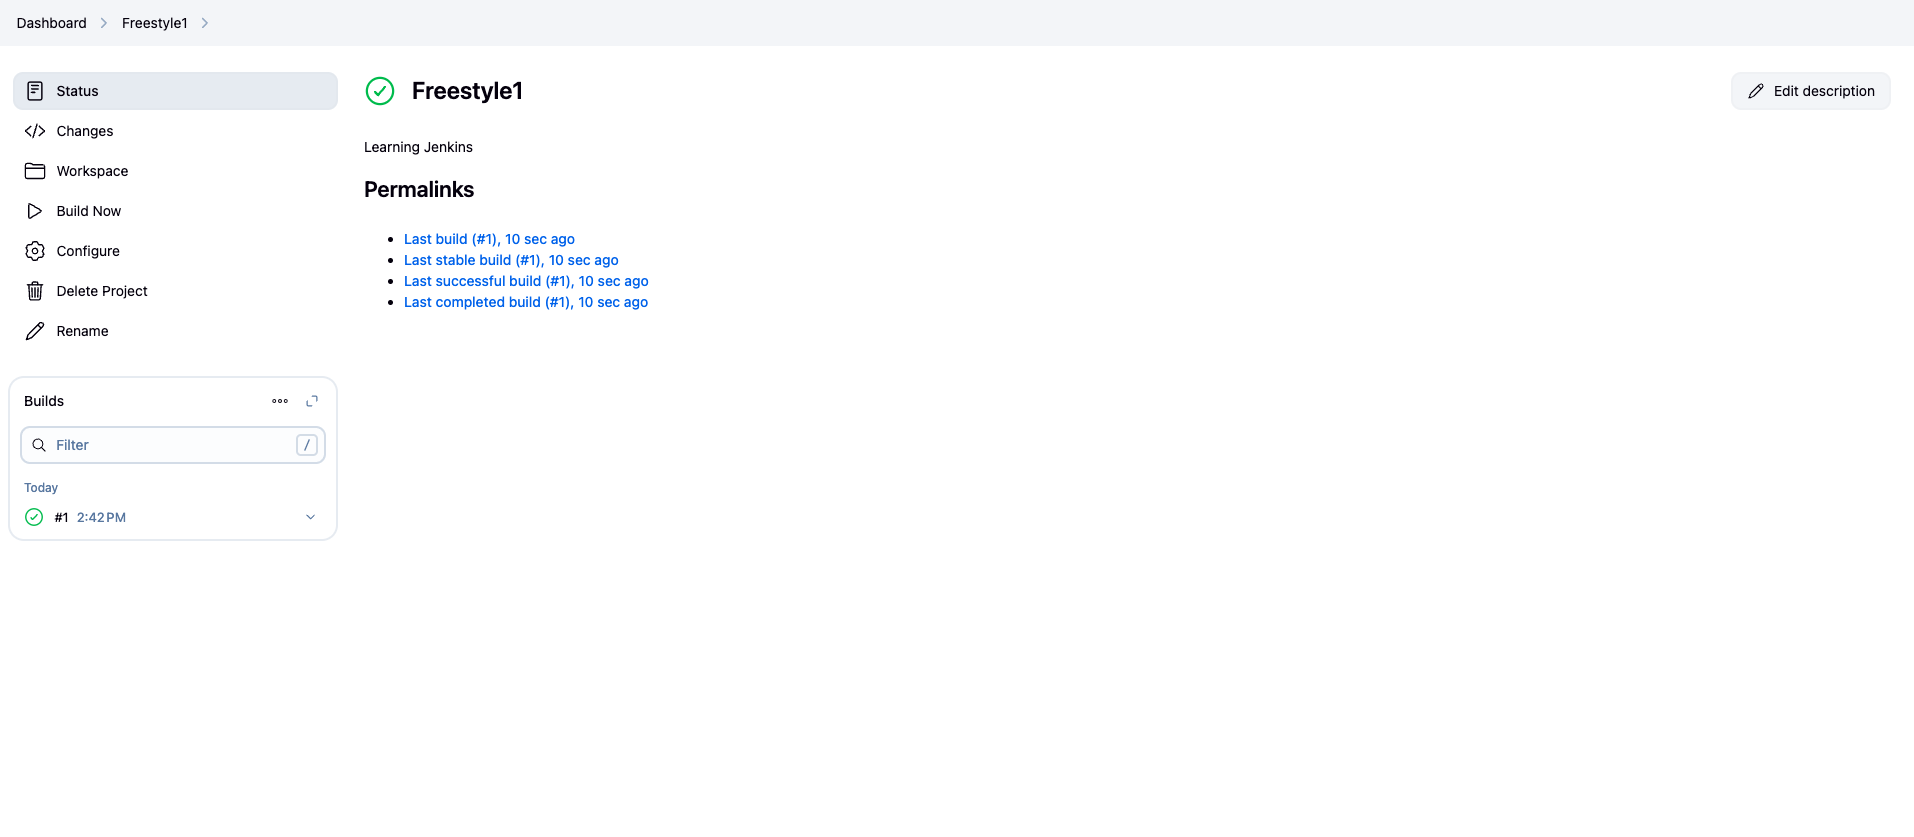 Dashboard
Freestyle1
Status
Changes
Workspace
Build Now
Configure
Delete Project
Rename
Builds
Filter
/
Today
#1 2:42 PM
Freestyle1
Edit description
Learning Jenkins
Permalinks
Last build (#1), 10 sec ago
Last stable build (#1), 10 sec ago
Last successful build (#1), 10 sec ago
Last completed build (#1), 10 sec ago